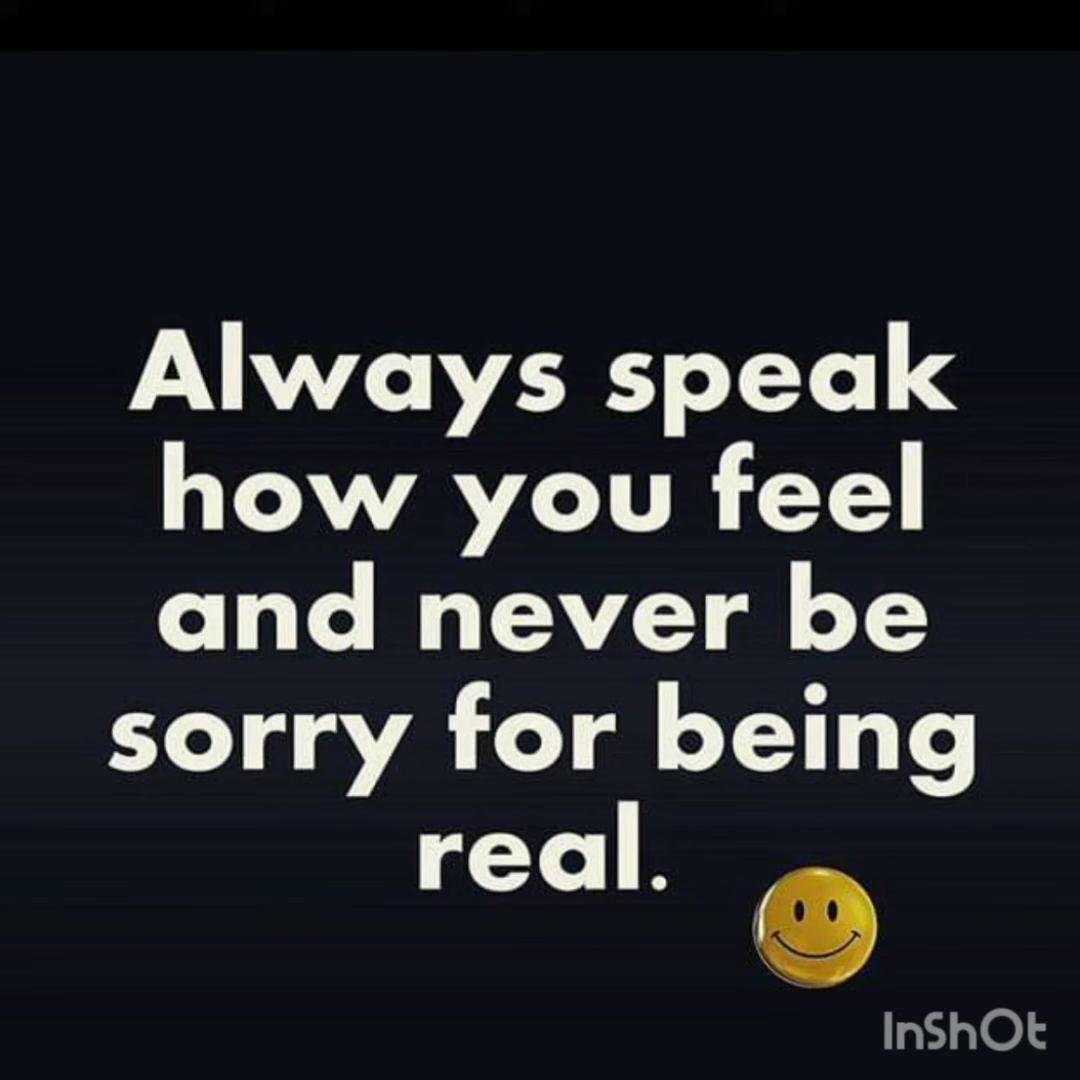 Always speak
how you feel
and never be
sorry for being
real.
InShOt